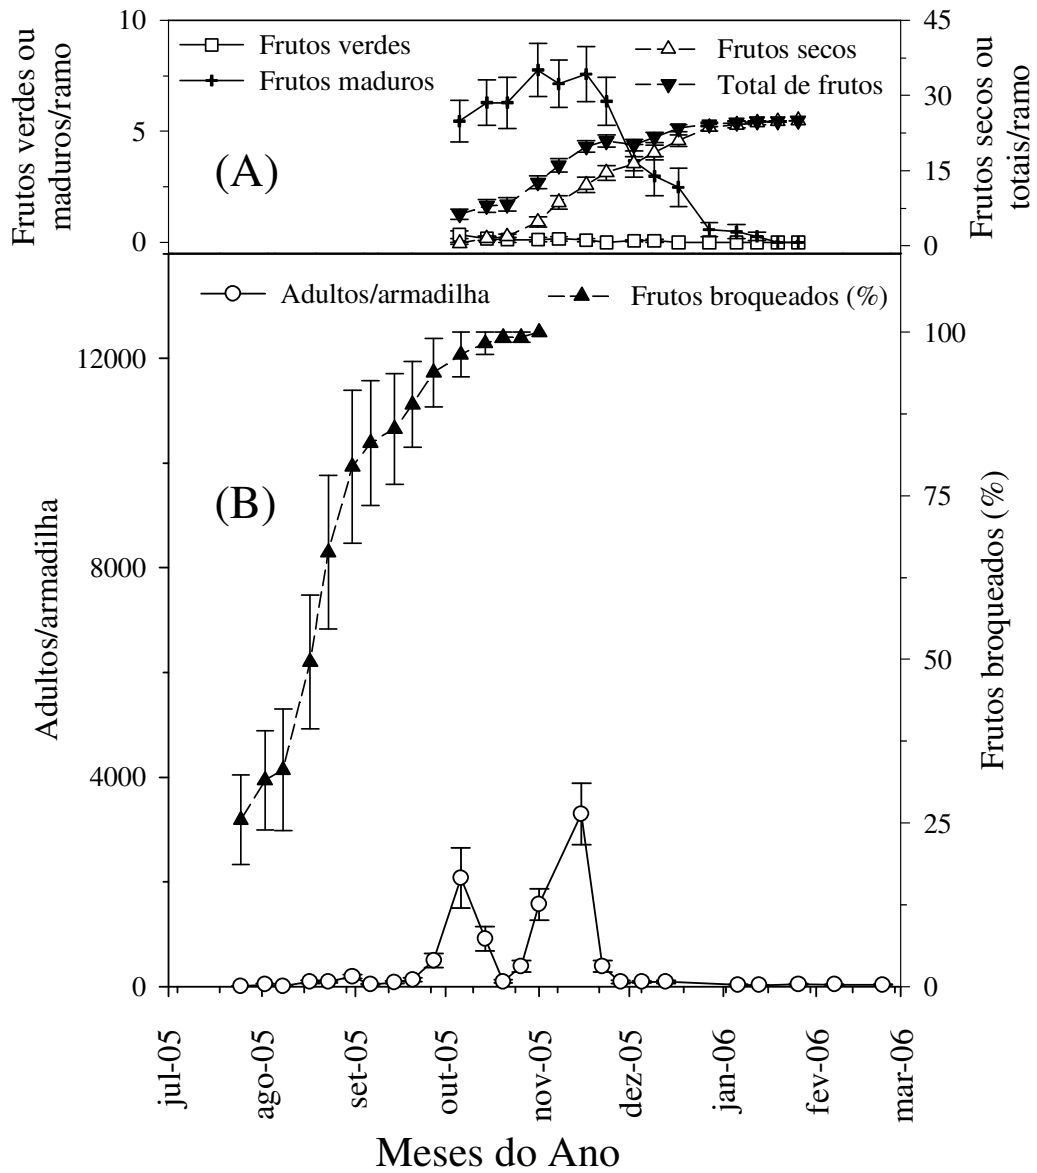 10
5
0
Frutos verdes ou
maduros/ramo
Frutos verdes
Frutos maduros
Frutos secos
Total de frutos
(A)
45
30
15
0
Frutos secos ou
totais/ramo
Adultos/armadilha
Frutos broqueados (%)
(B)
12000
8000
4000
0
Adultos/armadilha
100
75
50
25
0
Frutos broqueados (%)
jul-05
ago-05
set-05
out-05
nov-05
dez-05
jan-06
fev-06
mar-06
Meses do Ano